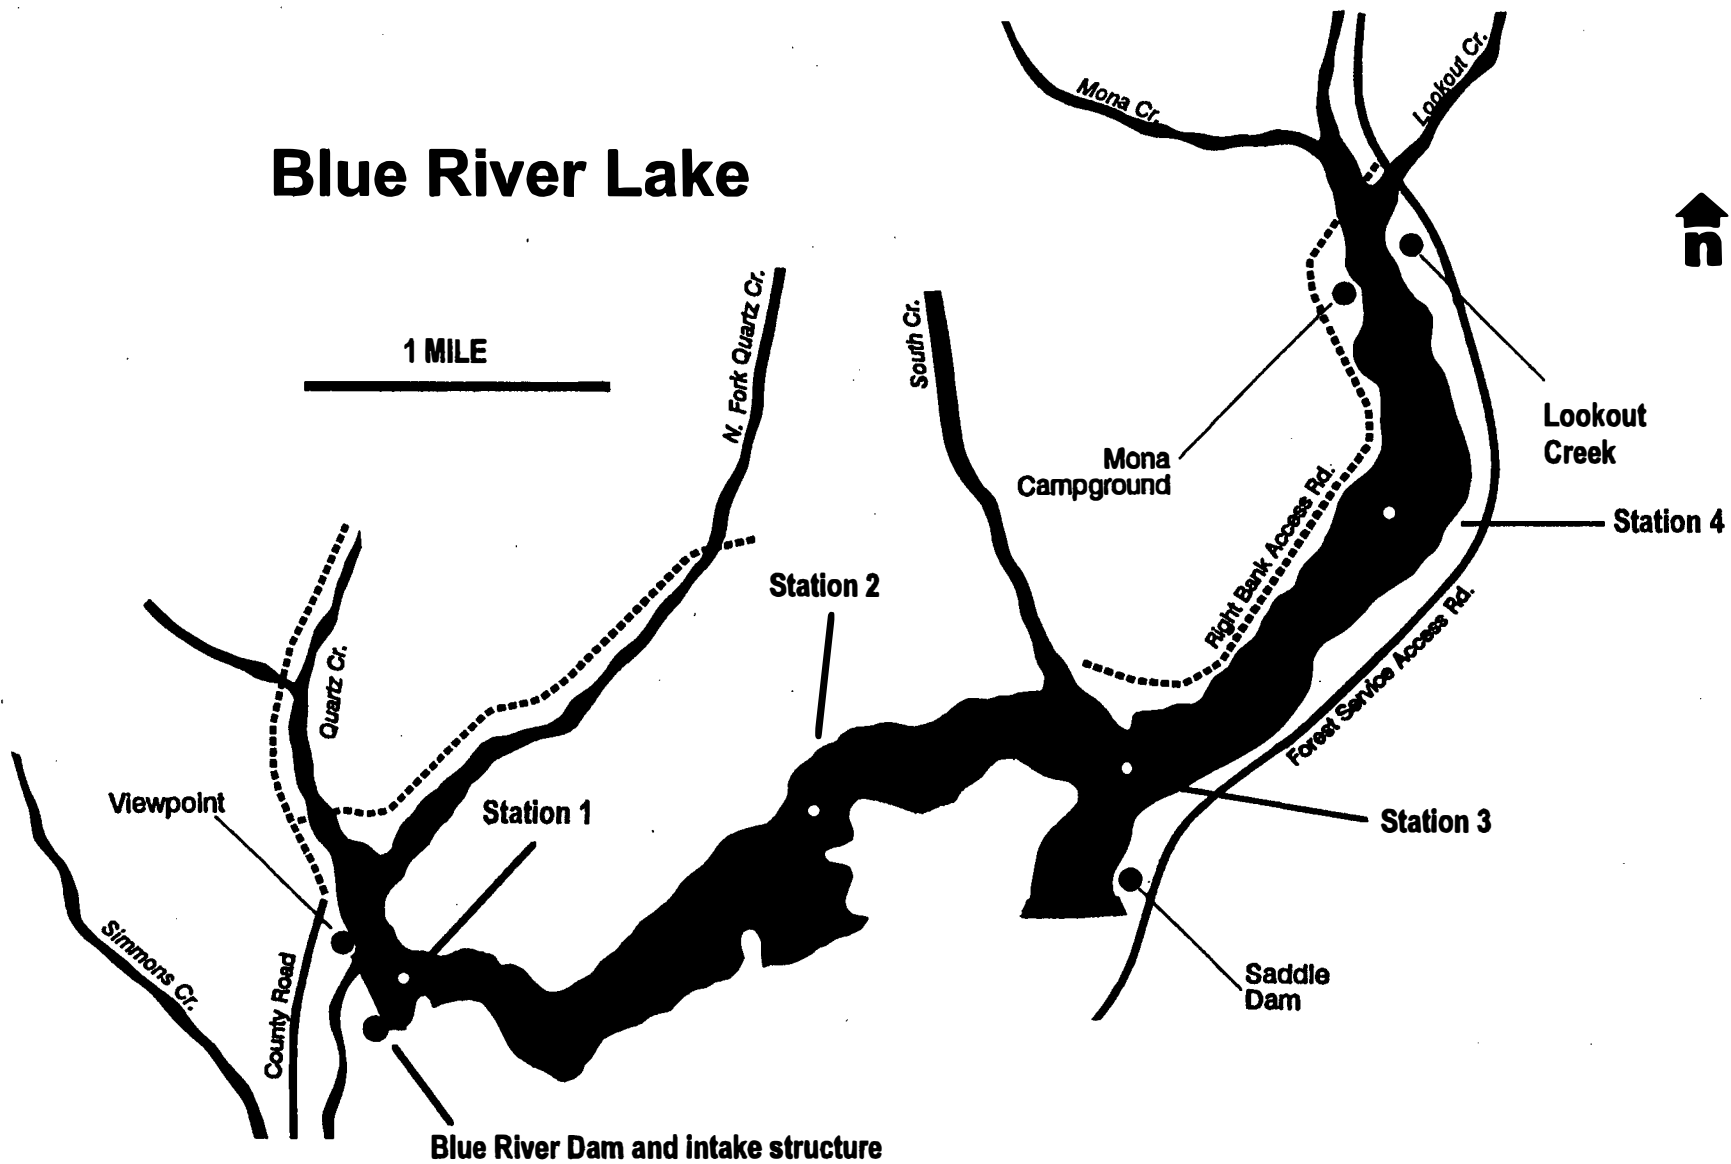 Blue River Lake
1 MILE
Mona Cr.
Lookout Cr.
n
N. Fork Quartz Cr.
South Cr.
Lookout
Creek
Mona
Campground
Right Bank Access Rd.
Station 4
Station 2
Forest Service Access Rd.
Quartz Cr.
Viewpoint
Station 1
Station 3
Simmons Cr.
County Road
Saddle
Dam
Blue River Dam and intake structure